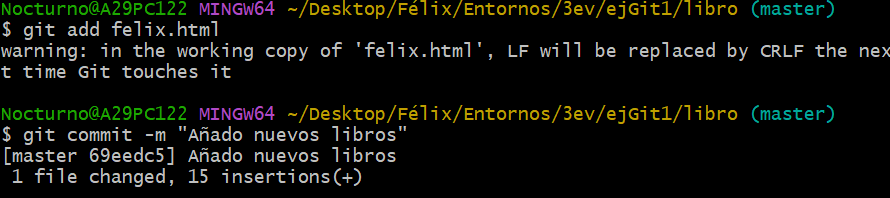 Nocturno@A29PC122 MINGW64 ~/Desktop/Félix/Entornos/3ev/ejGit1/libro (master)
$ git add felix.html
warning: in the working copy of 'felix.html', LF will be replaced by CRLF the nex
t time Git touches it
Nocturno@A29PC122 MINGW64 ~/Desktop/Félix/Entornos/3ev/ejGit1/libro (master)
$ git commit -m "Añado nuevos libros"
[master 69eedc5] Añado nuevos libros
 1 file changed, 15 insertions(+)